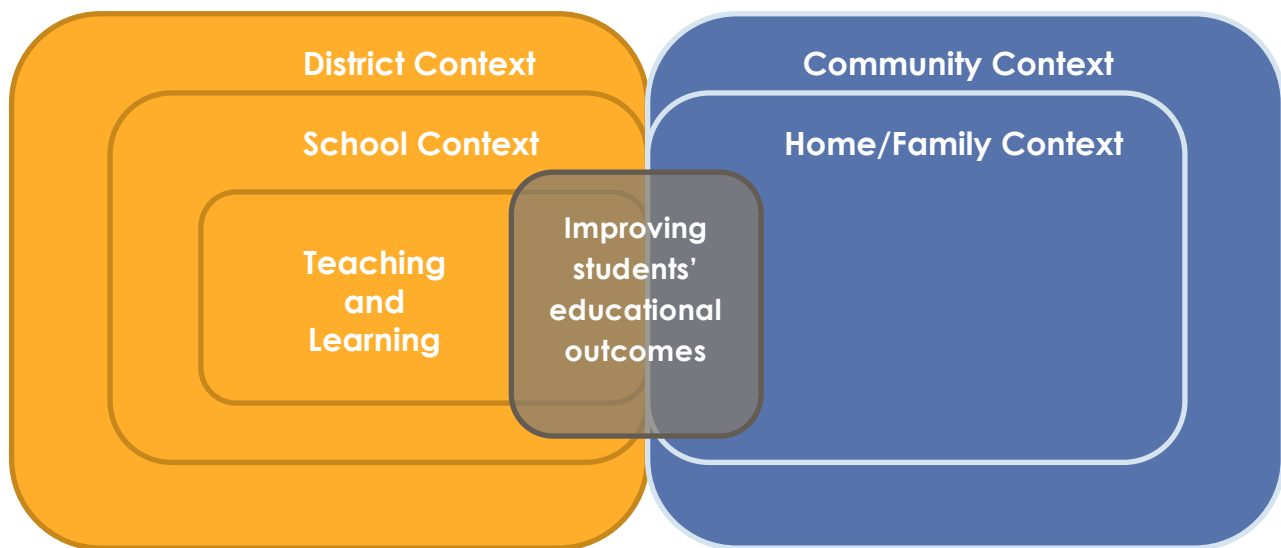 District Context
School Context
Teaching
and
Learning
Improving
students’
educational
outcomes
Community Context
Home/Family Context